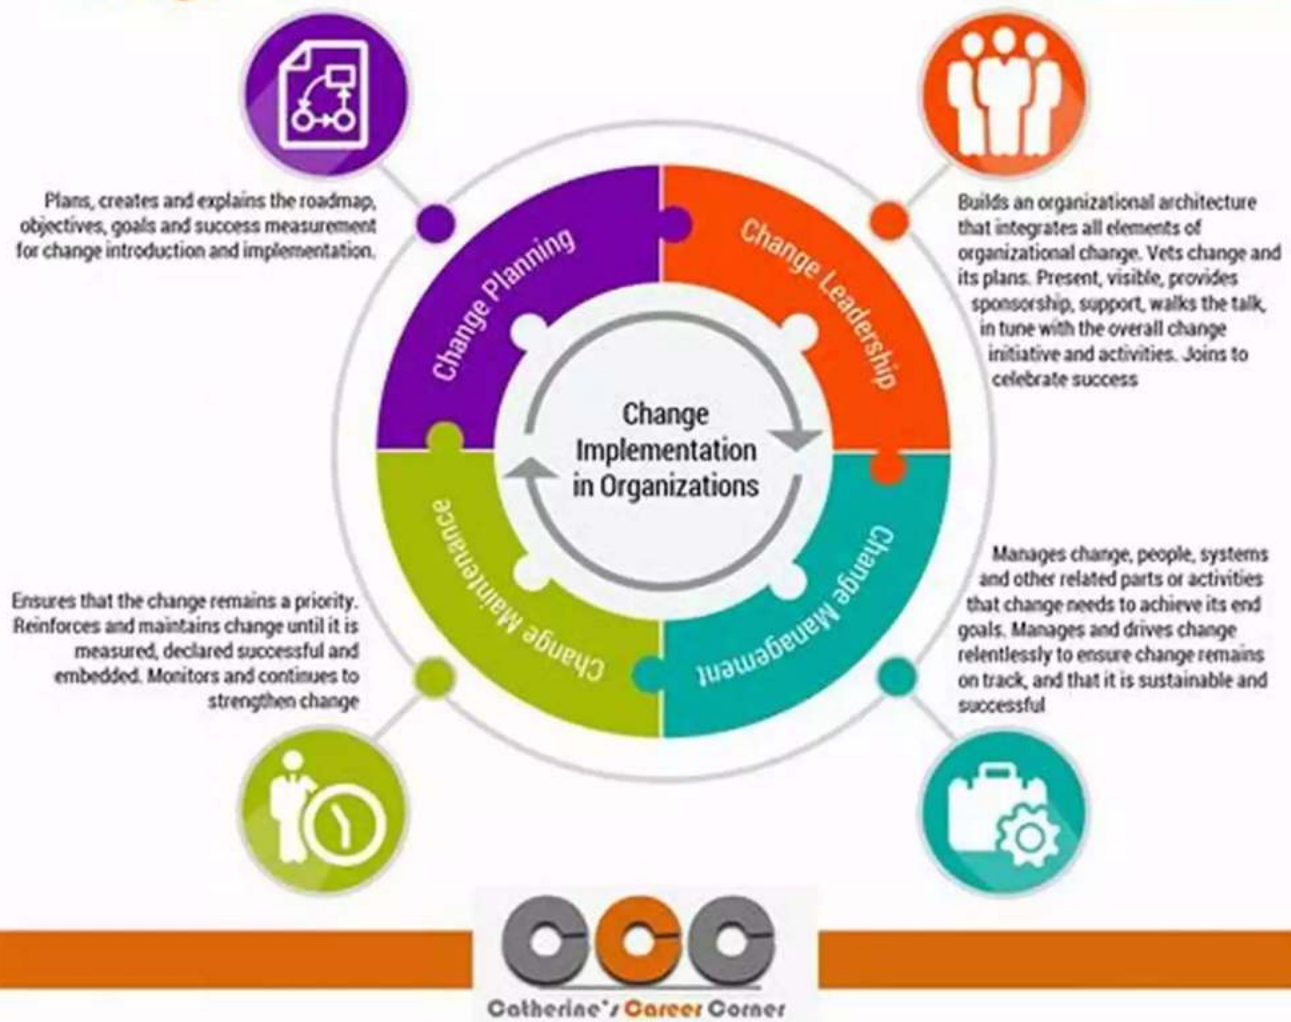 Plans, creates and explains the roadmap,
objectives, goals and success measurement
for change introduction and implementation.
Builds an organizational architecture
that integrates all elements of
organizational change. Vets change and
its plans. Present, visible, provides
sponsorship, support, walks the talk,
in tune with the overall change
initiative and activities. Joins to
celebrate success
Change Planning
Change Leadership
Change
Implementation
in Organizations
Change Maintenance
Change Management
Ensures that the change remains a priority.
Reinforces and maintains change until it is
measured, declared successful and
embedded. Monitors and continues to
strengthen change
Manages change, people, systems
and other related parts or activities
that change needs to achieve its end
goals. Manages and drives change
relentlessly to ensure change remains
on track, and that it is sustainable and
successful
CCC
Catherine's Career Corner